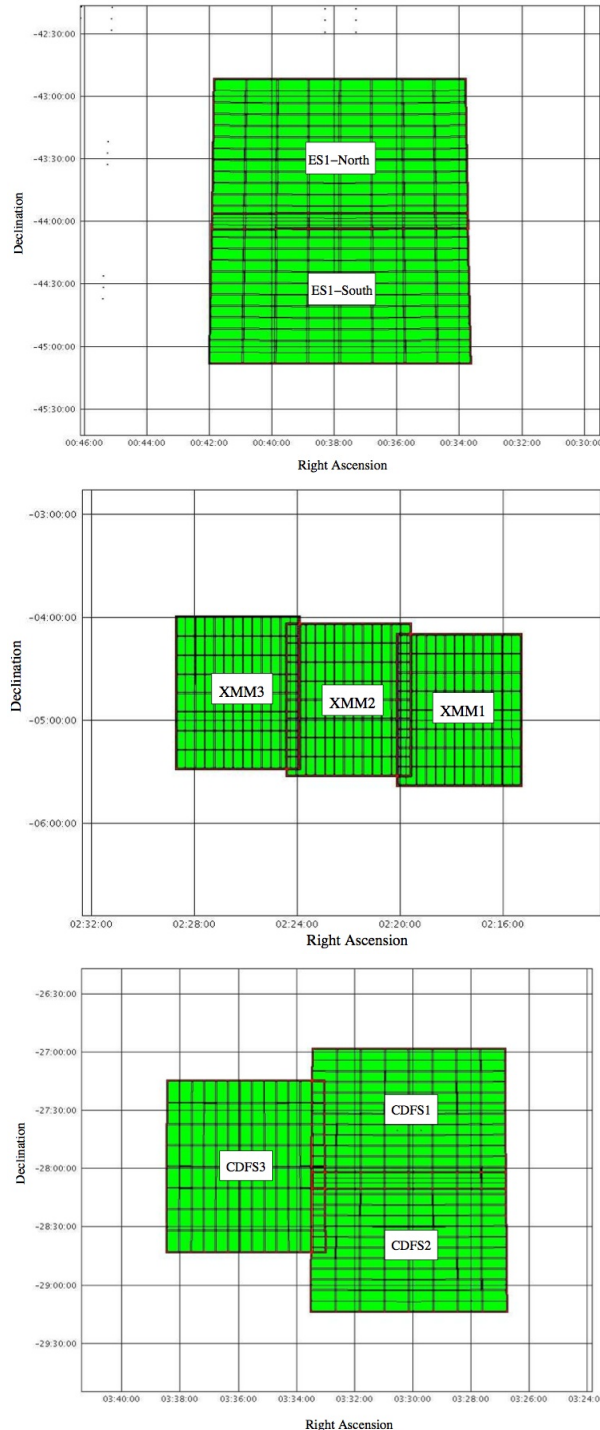 −42:30:00
−43:00:00
−43:30:00
−44:00:00
−44:30:00
−45:00:00
−45:30:00
Declination
ES1−North
ES1−South
00:46:00 00:44:00 00:42:00 00:40:00 00:38:00 00:36:00 00:34:00 00:32:00 00:30:00
Right Ascension
−03:00:00
−04:00:00
−05:00:00
−06:00:00
Declination
XMM3
XMM2
XMM1
02:32:00 02:28:00 02:24:00 02:20:00 02:16:00
Right Ascension
−26:30:00
−27:00:00
−27:30:00
−28:00:00
−28:30:00
−29:00:00
−29:30:00
Declination
CDFS1
CDFS3
CDFS2
03:40:00 03:38:00 03:36:00 03:34:00 03:32:00 03:30:00 03:28:00 03:26:00 03:24:00
Right Ascension